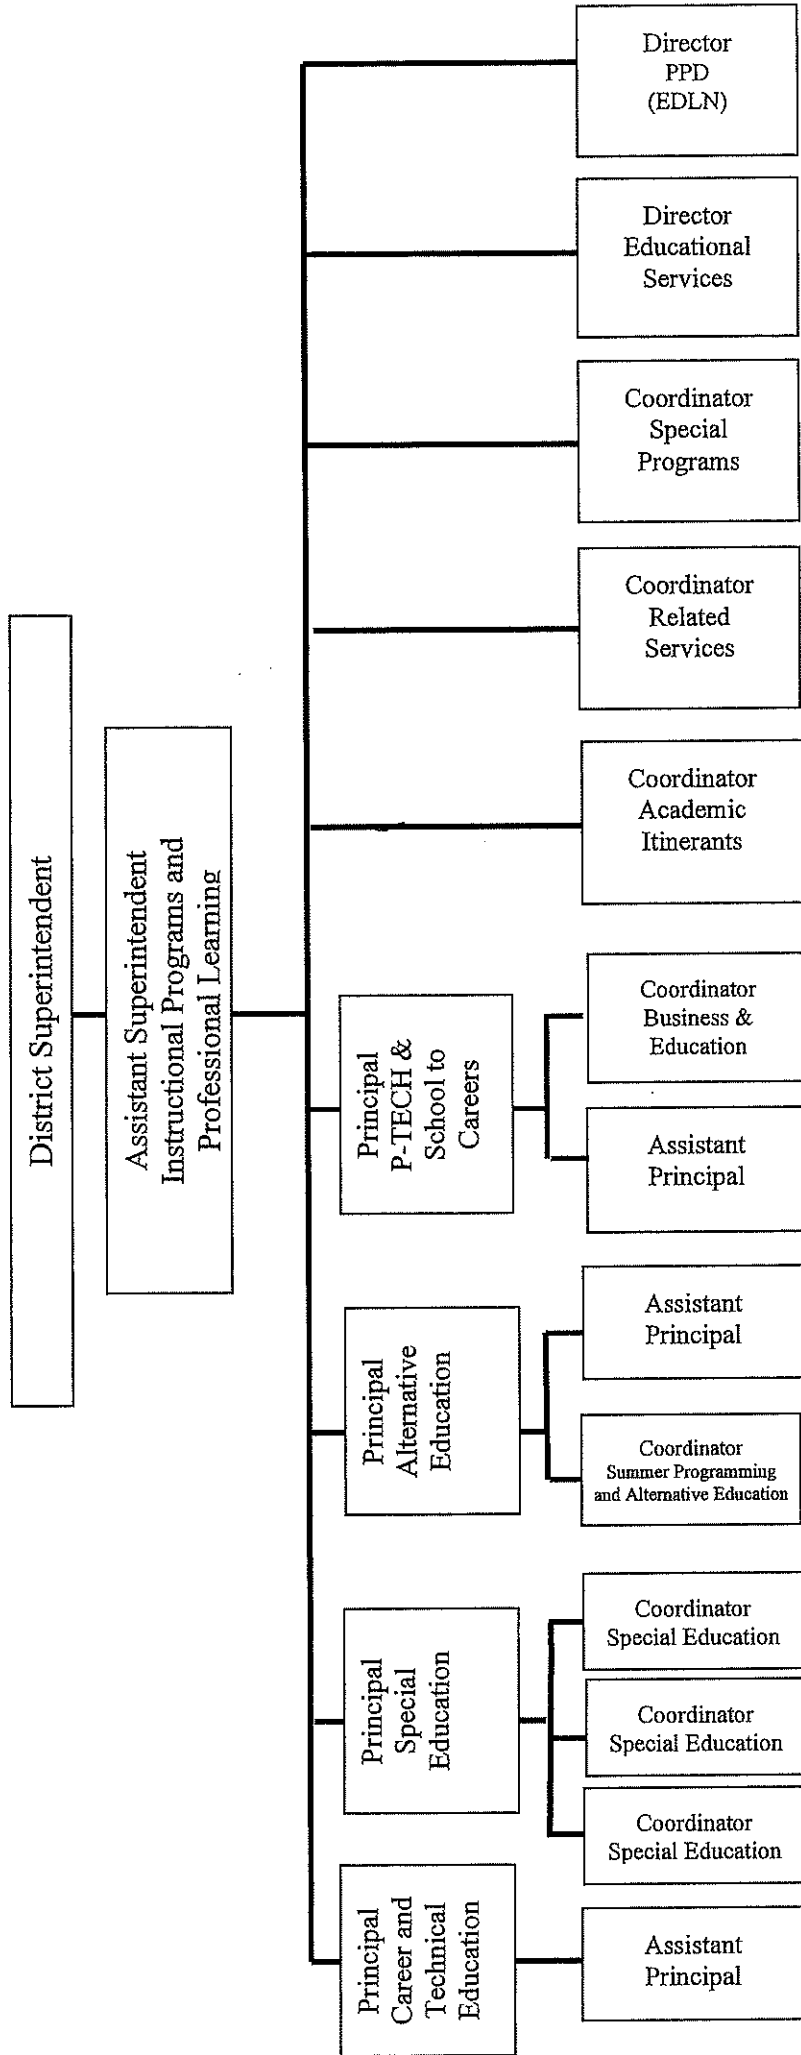 District Superintendent
Assistant Superintendent
Instructional Programs and
Professional Learning
Principal
Career and
Technical
Education
Principal
Special
Education
Principal
Alternative
Education
Principal
P-TECH &
School to
Careers
Assistant
Principal
Coordinator
Special Education
Coordinator
Special Education
Coordinator
Special Education
Coordinator
Summer Programming
and Alternative Education
Assistant
Principal
Assistant
Principal
Coordinator
Business &
Education
Coordinator
Academic
Itinerants
Coordinator
Related
Services
Coordinator
Special
Programs
Director
Educational
Services
Director
PPD
(EDLN)